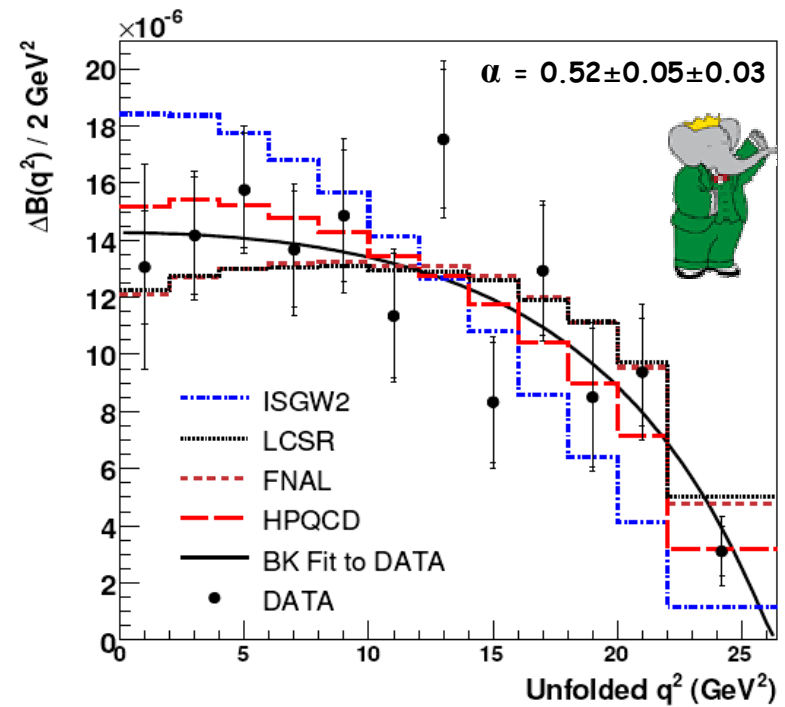 ×10⁻⁶
ΔB(q²) / 2 GeV²
20
18
16
14
12
10
8
6
4
2
0
α = 0.52±0.05±0.03
ISGW2
LCSR
FNAL
HPQCD
BK Fit to DATA
DATA
0 5 10 15 20 25
Unfolded q² (GeV²)